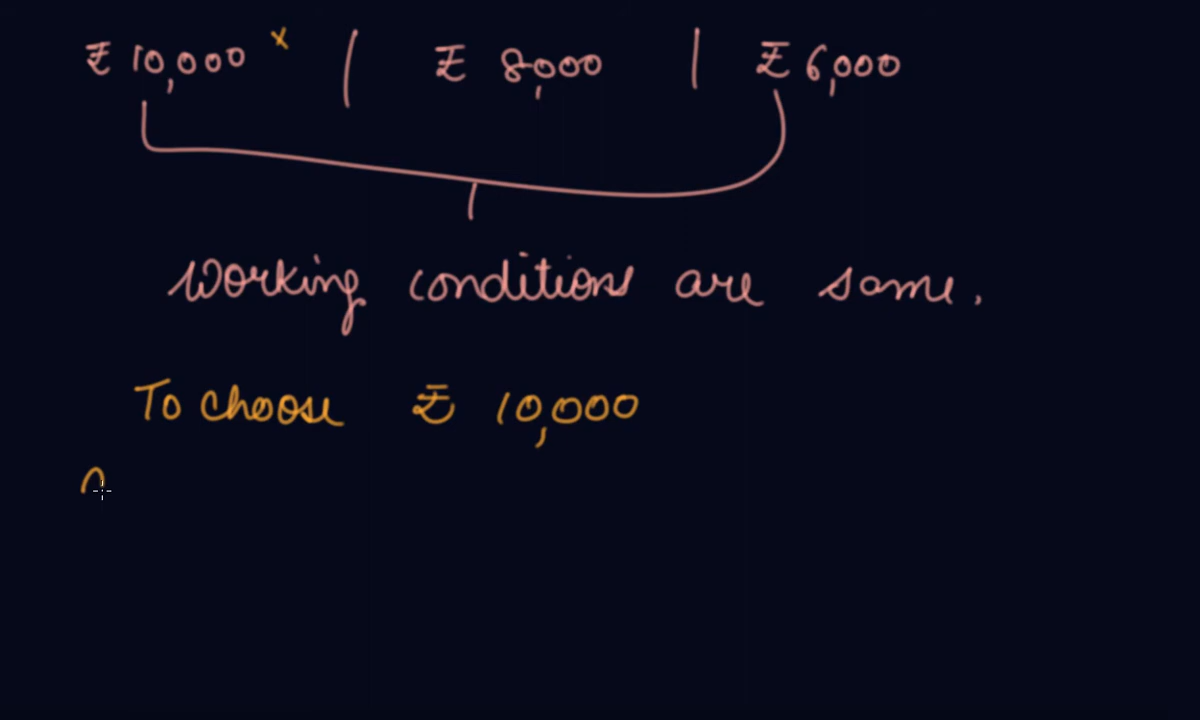 ₹ 10,000 x | ₹ 8,000 | ₹ 6,000
Working conditions are same.
To choose ₹ 10,000